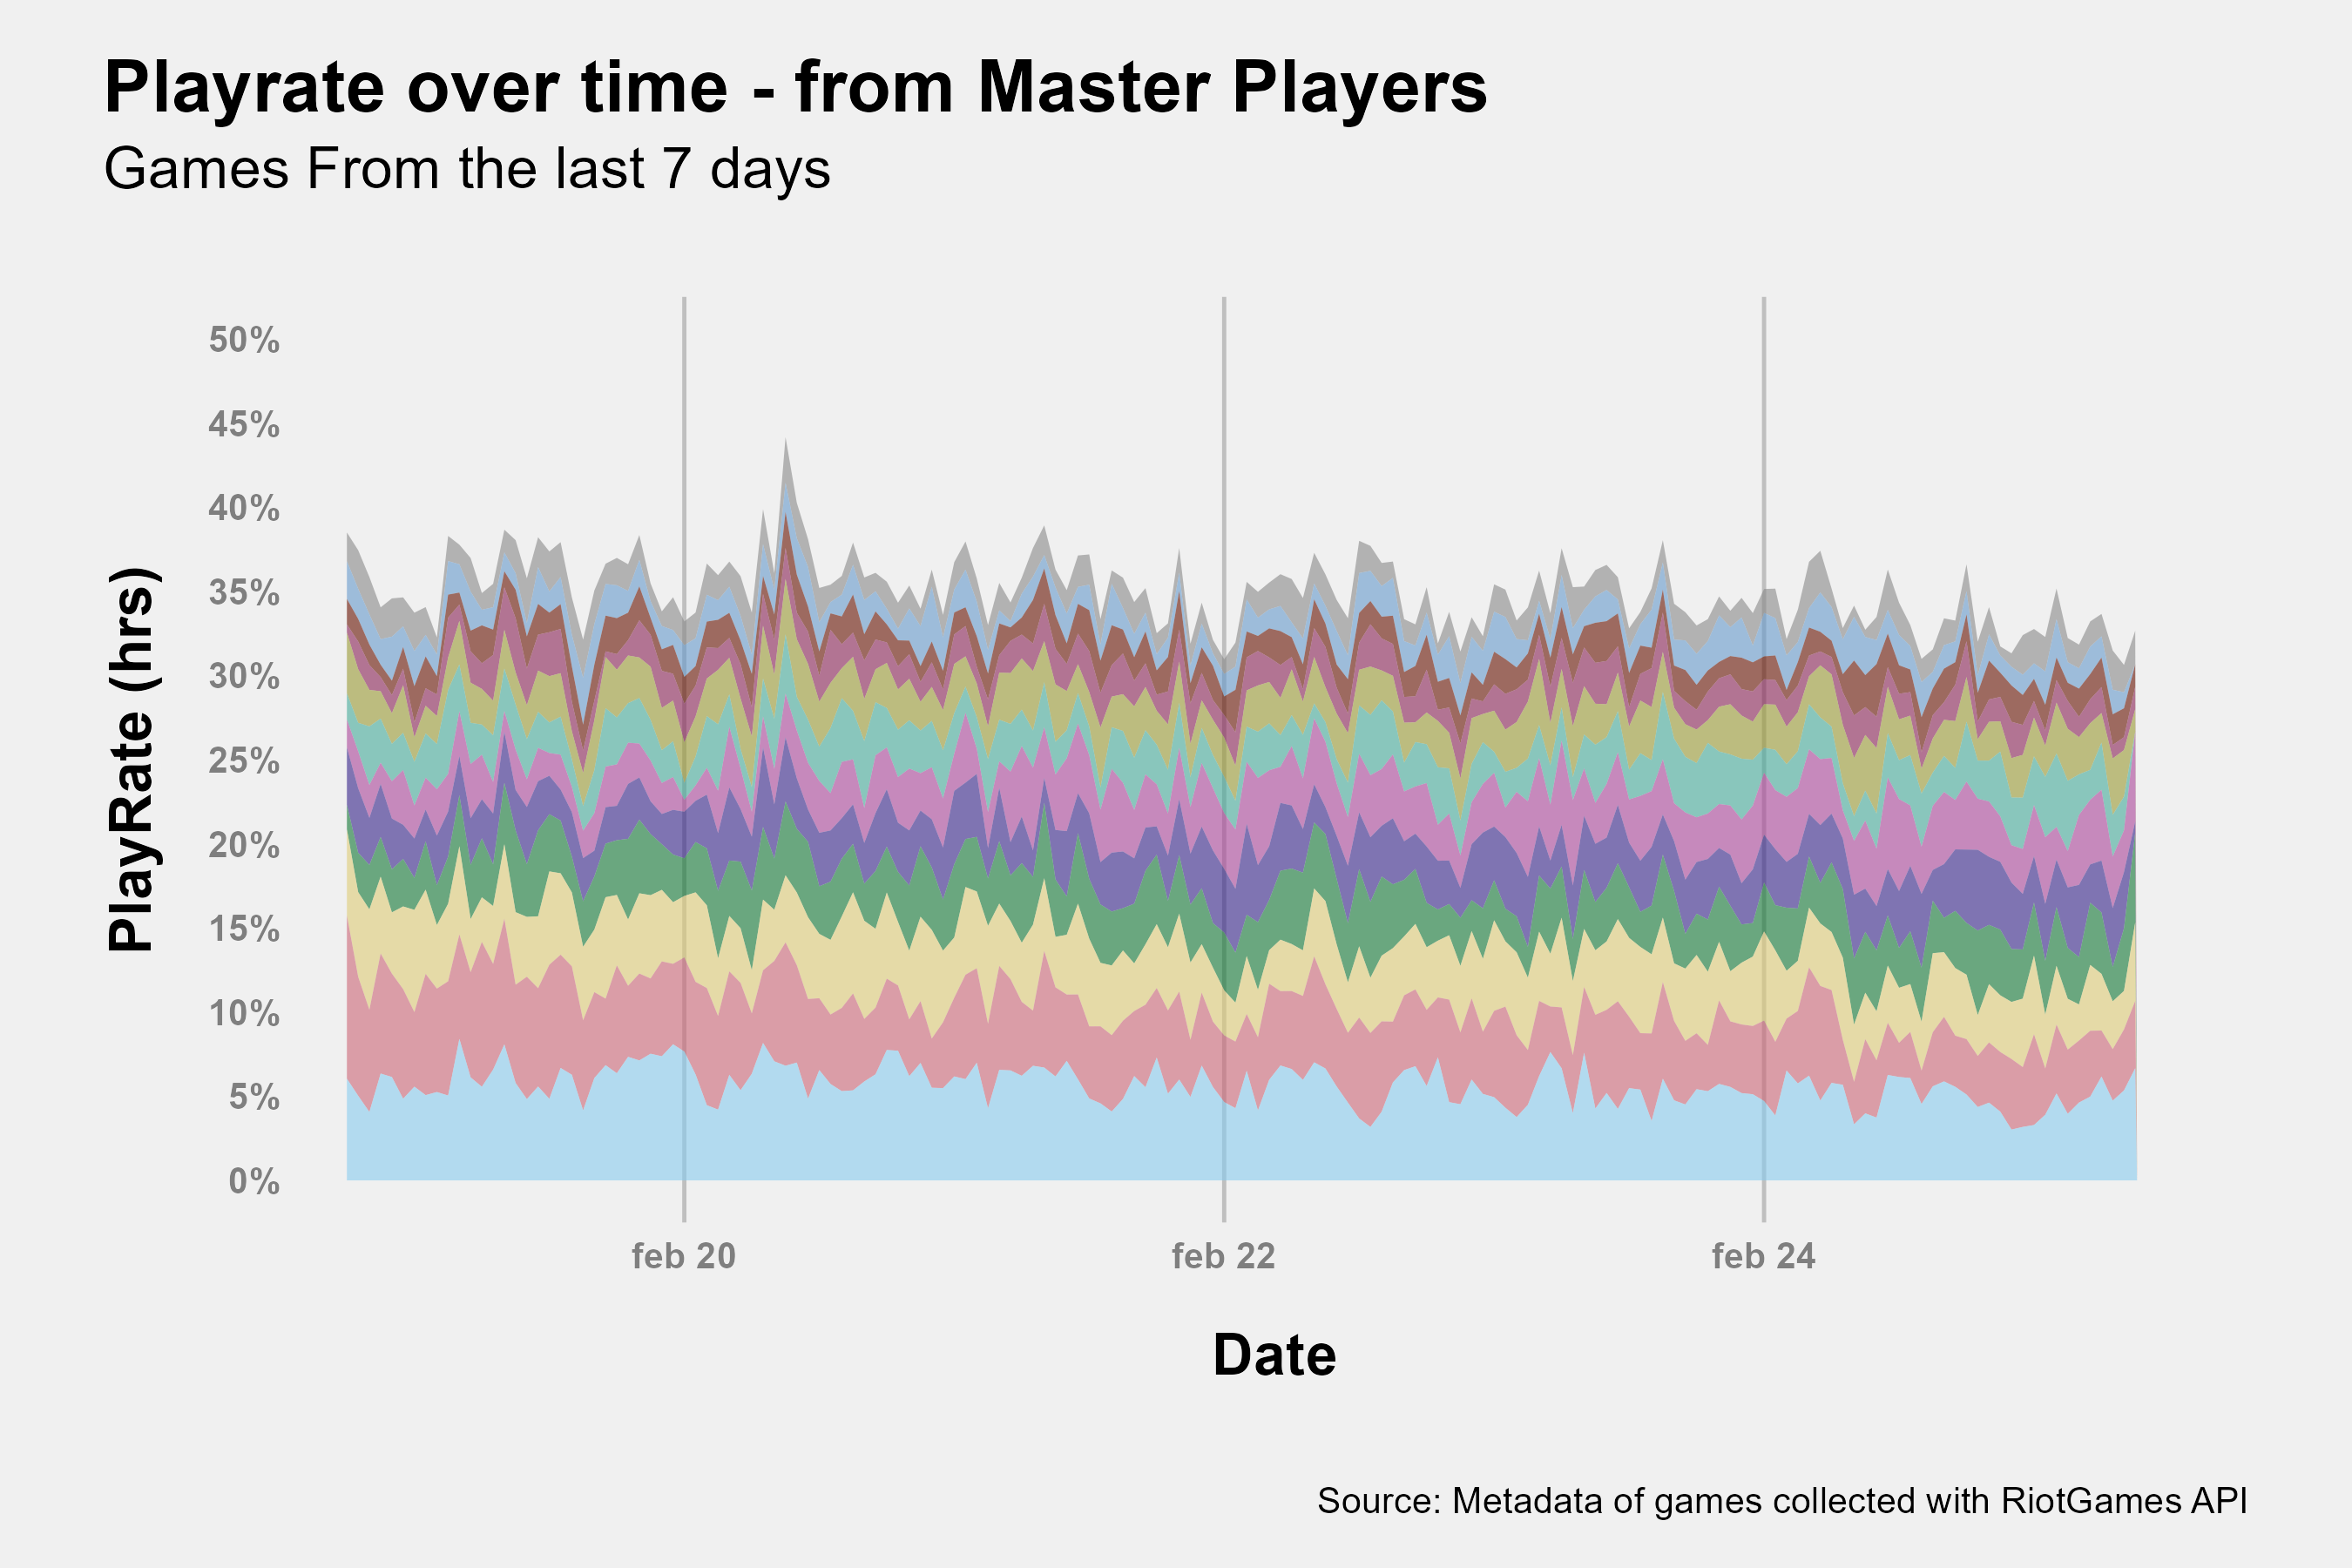 Playrate over time - from Master Players
Games From the last 7 days
50%
45%
40%
35%
30%
25%
20%
15%
10%
5%
0%
PlayRate (hrs)
feb 20
feb 22
feb 24
Date
Source: Metadata of games collected with RiotGames API